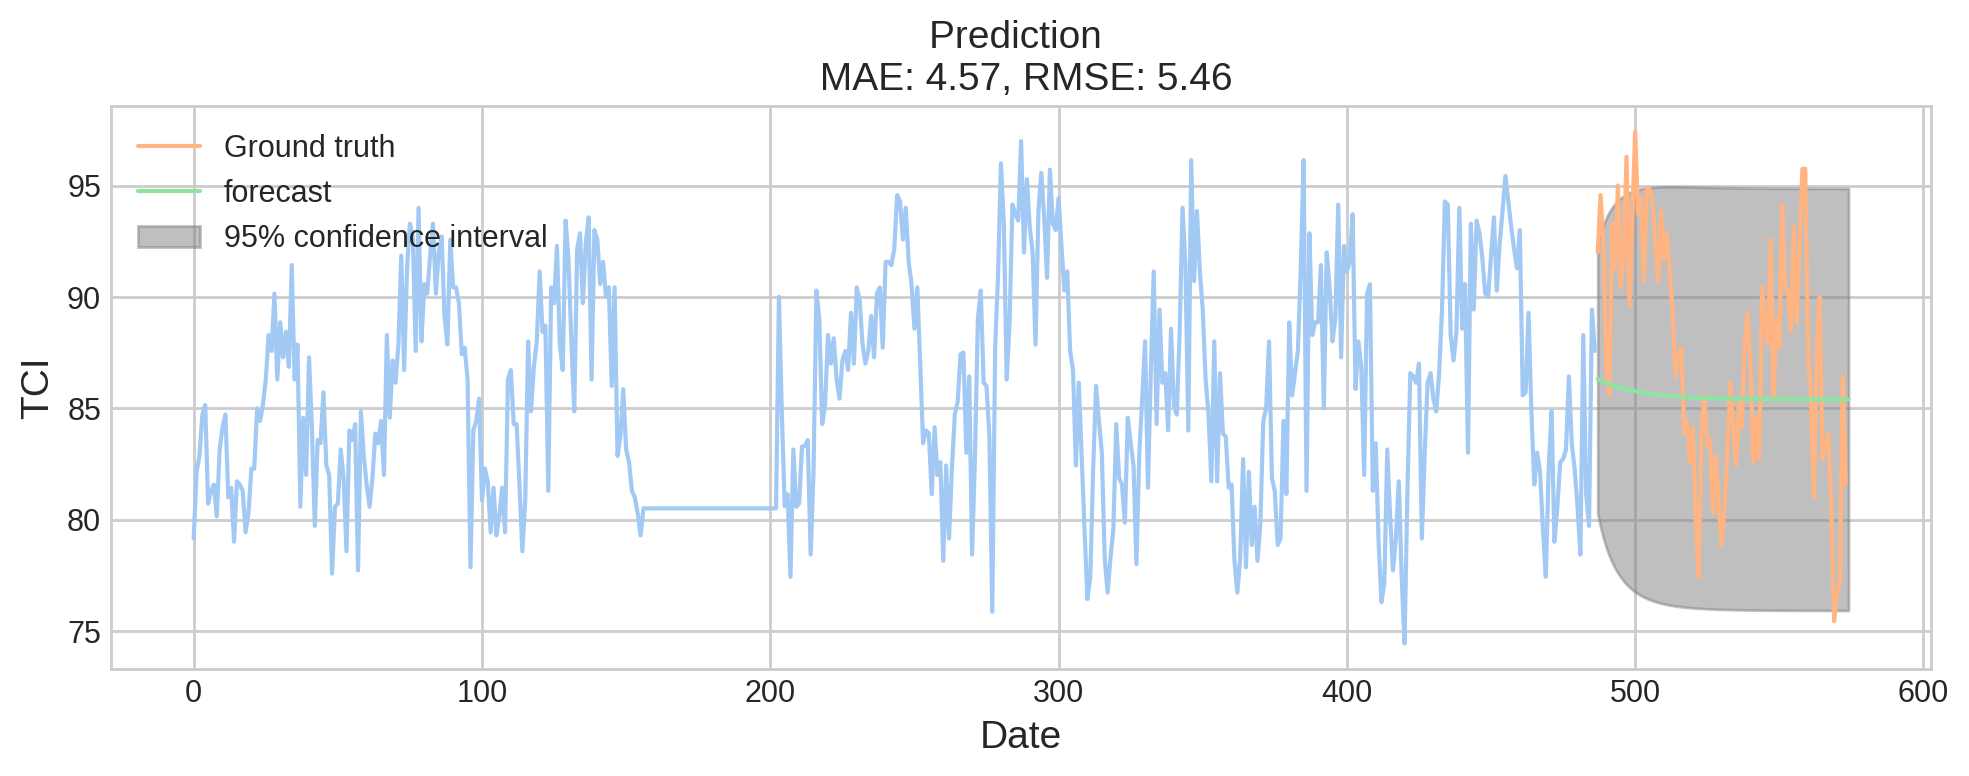 Prediction
MAE: 4.57, RMSE: 5.46
Ground truth
forecast
95% confidence interval
TCI
95
90
85
80
75
0 100 200 300 400 500 600
Date